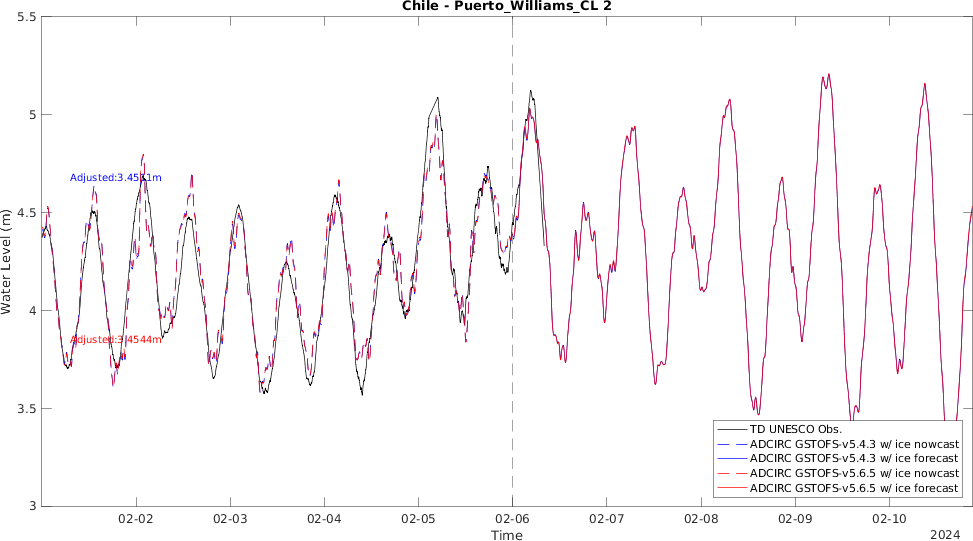 Chile - Puerto_Williams_CL 2
5.5
5
4.5
4
3.5
3
Water Level (m)
Adjusted:3.4544m
02-02 02-03 02-04 02-05 02-06 02-07 02-08 02-09 02-10
Time
2024
TD UNESCO Obs.
ADCIRC GSTOFS-v5.4.3 w/ ice nowcast
ADCIRC GSTOFS-v5.4.3 w/ ice forecast
ADCIRC GSTOFS-v5.6.5 w/ ice nowcast
ADCIRC GSTOFS-v5.6.5 w/ ice forecast